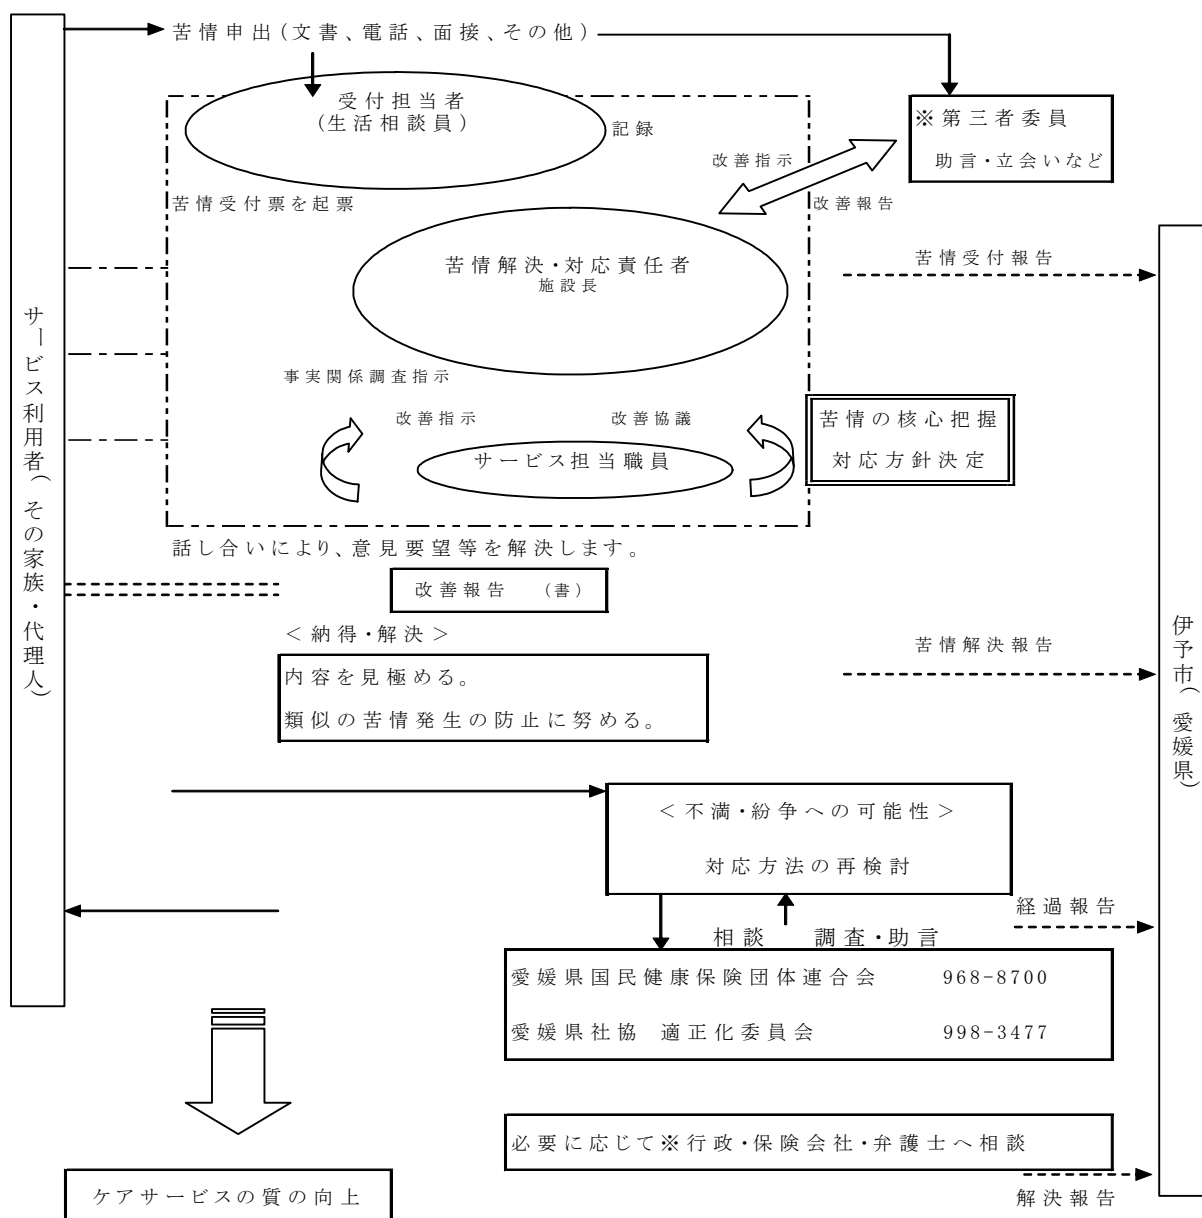 苦情申出(文書、電話、面接、その他)
受付担当者
(生活相談員)
記録
※第三者委員
助言・立会いなど
改善指示
改善報告
苦情受付票を起票
苦情解決・対応責任者
施設長
苦情受付報告
事実関係調査指示
改善指示
改善協議
サービス担当職員
苦情の核心把握
対応方針決定
サービス利用者(その家族・代理人)
話し合いにより、意見要望等を解決します。
改善報告 (書)
<納得・解決>
内容を見極める。
類似の苦情発生の防止に努める。
苦情解決報告
伊予市(愛媛県)
<不満・紛争への可能性>
対応方法の再検討
経過報告
相談 調査・助言
愛媛県国民健康保険団体連合会 968-8700
愛媛県社協 適正化委員会 998-3477
必要に応じて※行政・保険会社・弁護士へ相談
解決報告
ケアサービスの質の向上